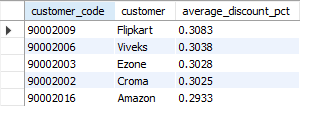 customer_code customer average_discount_pct
90002009 Flipkart 0.3083
90002006 Viveks 0.3038
90002003 Ezone 0.3028
90002002 Croma 0.3025
90002016 Amazon 0.2933